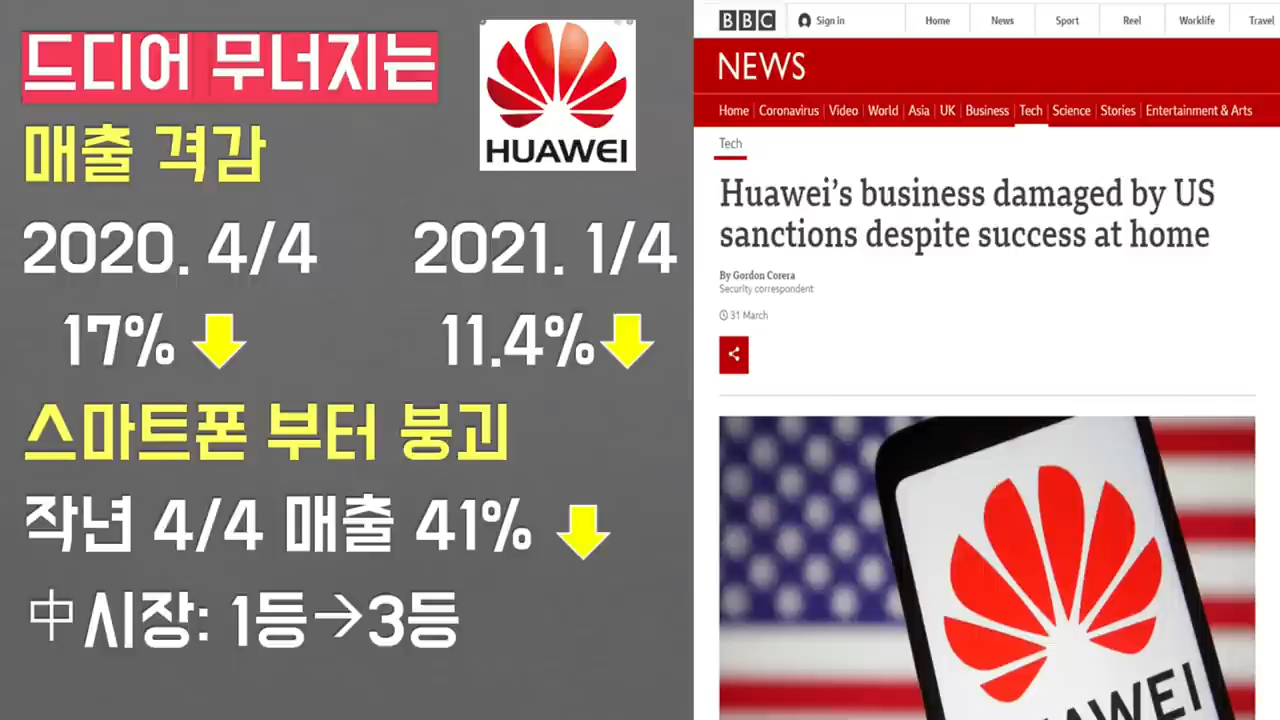 드디어 무너지는
매출 격감
2020. 4/4 2021. 1/4
17% 11.4%
스마트폰 부터 붕괴
작년 4/4 매출 41%
中시장: 1등→3등
HUAWEI
BBC Sign in Home News Sport Reel Worklife Travel
NEWS
Home Coronavirus Video World Asia UK Business Tech Science Stories Entertainment & Arts
Tech
Huawei's business damaged by US
sanctions despite success at home
By Gordon Corera
Security correspondent
31 March
HUAWEI